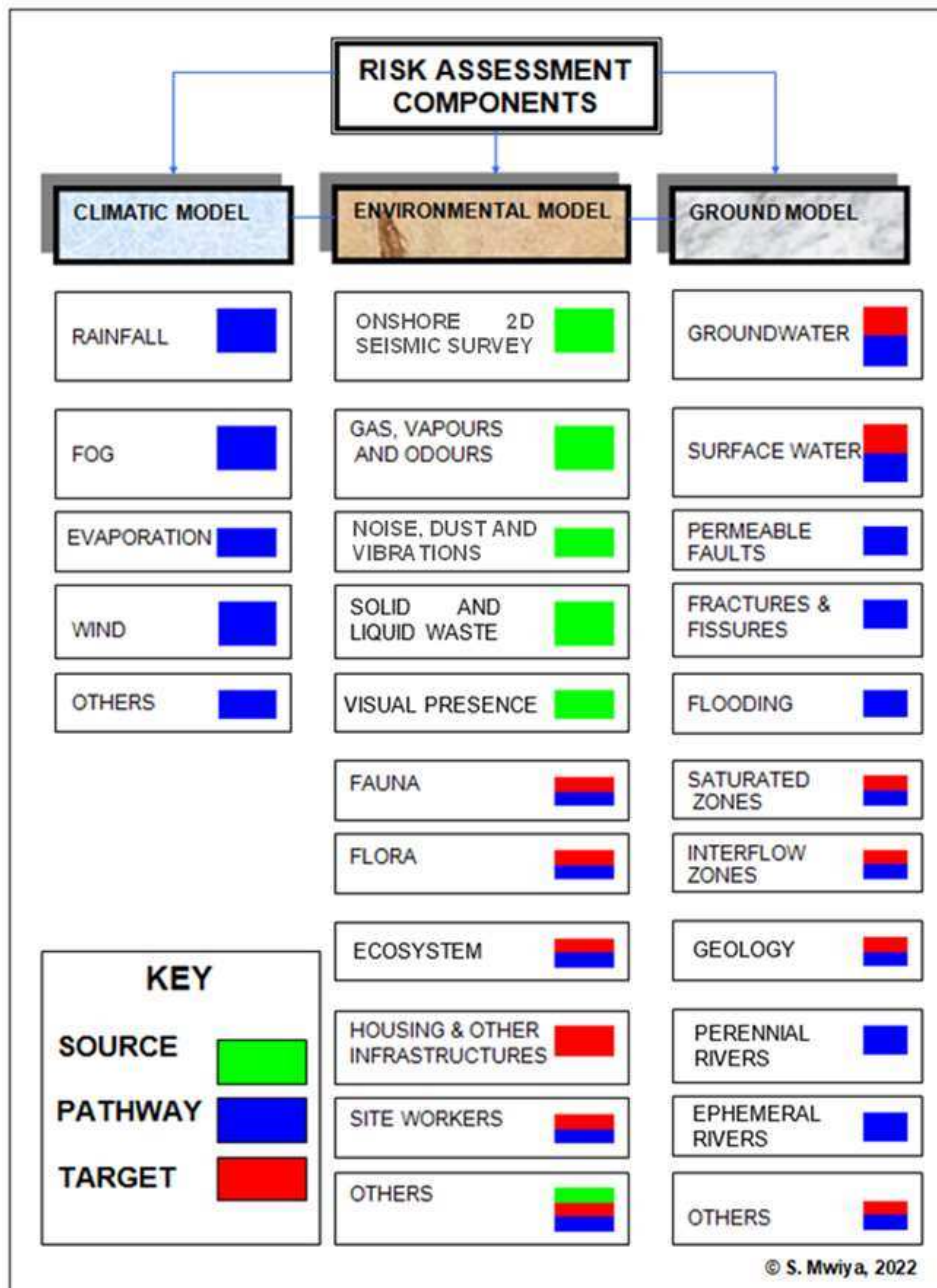 RISK ASSESSMENT
COMPONENTS
CLIMATIC MODEL
ENVIRONMENTAL MODEL
GROUND MODEL
RAINFALL
FOG
EVAPORATION
WIND
OTHERS
ONSHORE 2D
SEISMIC SURVEY
GAS, VAPOURS
AND ODOURS
NOISE, DUST AND
VIBRATIONS
SOLID AND
LIQUID WASTE
VISUAL PRESENCE
FAUNA
FLORA
ECOSYSTEM
HOUSING & OTHER
INFRASTRUCTURES
SITE WORKERS
OTHERS
GROUNDWATER
SURFACE WATER
PERMEABLE
FAULTS
FRACTURES &
FISSURES
FLOODING
SATURATED
ZONES
INTERFLOW
ZONES
GEOLOGY
PERENNIAL
RIVERS
EPHEMERAL
RIVERS
OTHERS
KEY
SOURCE
PATHWAY
TARGET
© S. Mwiya, 2022